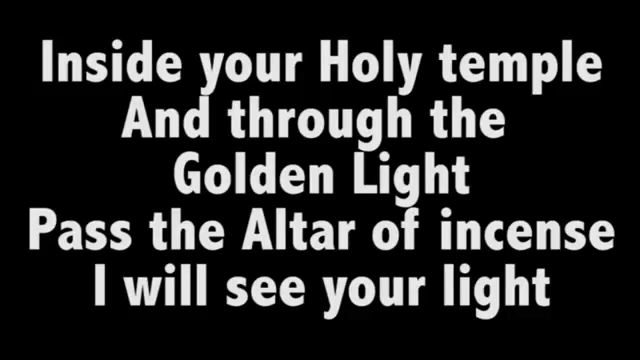 Inside your Holy temple
And through the
Golden Light
Pass the Altar of incense
I will see your light